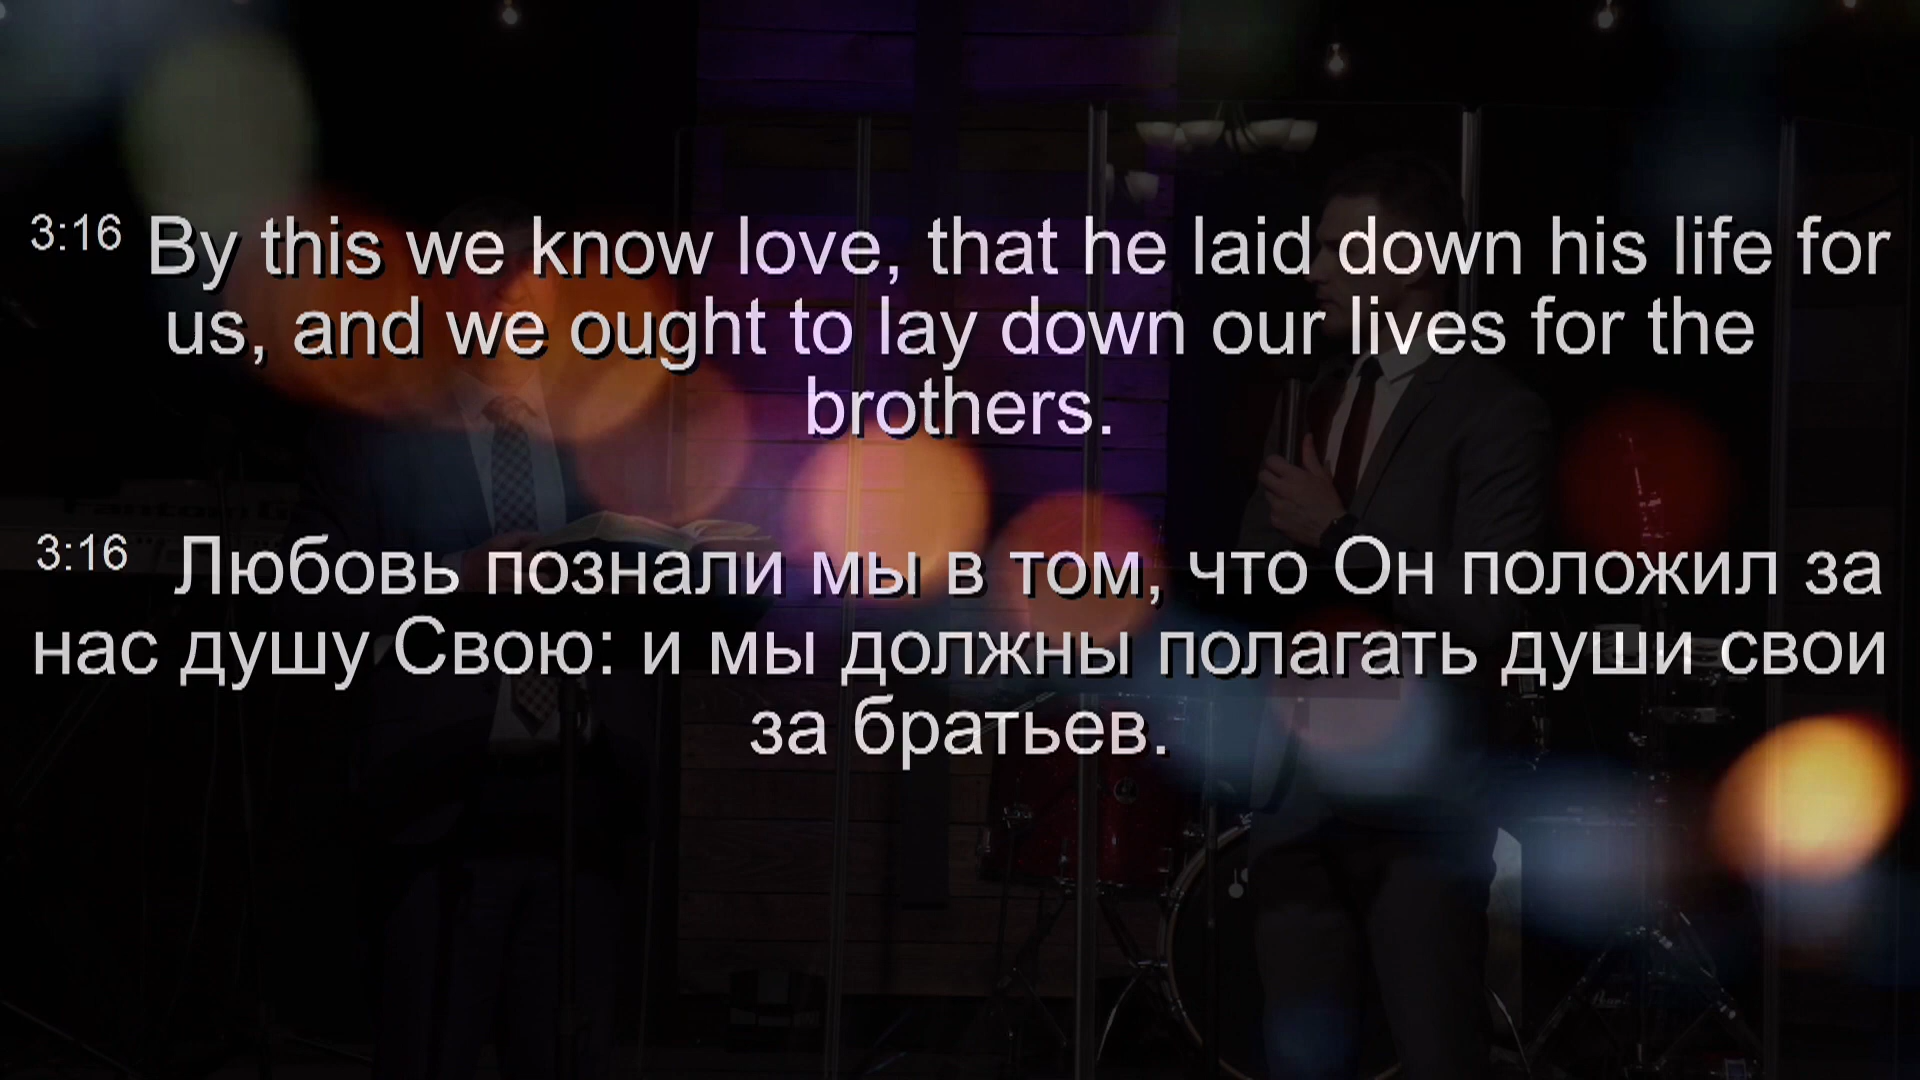 3:16 By this we know love, that he laid down his life for
us, and we ought to lay down our lives for the
brothers.
3:16 Любовь познали мы в том, что Он положил за
нас душу Свою: и мы должны полагать души свои
за братьев.